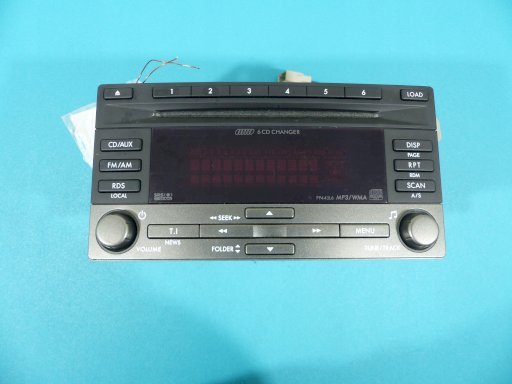 1 2 3 4 5 6 LOAD
6 CD CHANGER
CD/AUX
DISP
PAGE
FM/AM
RPT
RDM
RDS
LOCAL
SCAN
A/B
MP3/WMA
SEEK
T.I
NEWS
MENU
VOLUME
FOLDER
TUNE/TRACK